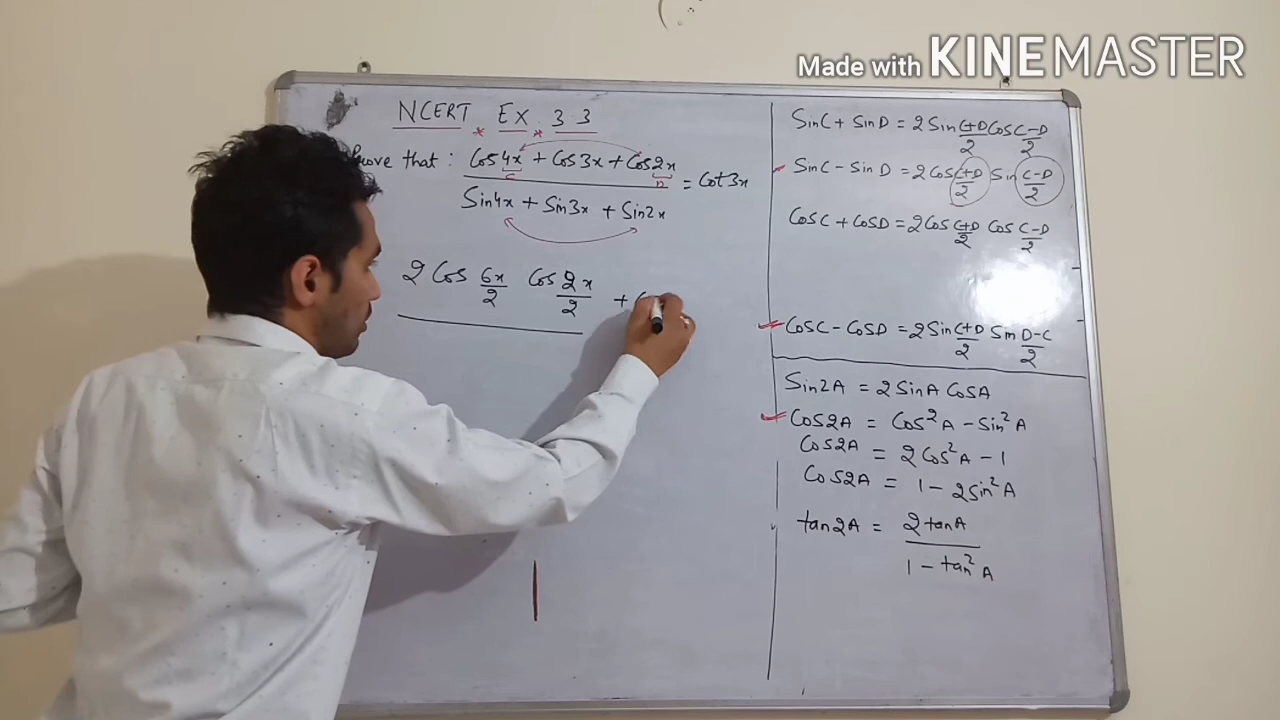 Made with KINEMASTER
NCERT EX 3.3
Prove that : Cos4x + Cos3x + Cos2x
C D
Sin4x + Sin3x + Sin2x
= Cot3x
2 Cos 6x/2 Cos 2x/2 +
SinC + SinD = 2 Sin C+D/2 Cos C-D/2
SinC - SinD = 2 Cos C+D/2 Sin C-D/2
CosC + CosD = 2 Cos C+D/2 Cos C-D/2
CosC - CosD = 2 Sin C+D/2 Sin D-C/2
Sin2A = 2 SinA CosA
Cos2A = Cos²A - Sin²A
Cos2A = 2Cos²A - 1
Cos2A = 1 - 2Sin²A
tan2A = 2tanA
1 - tan²A